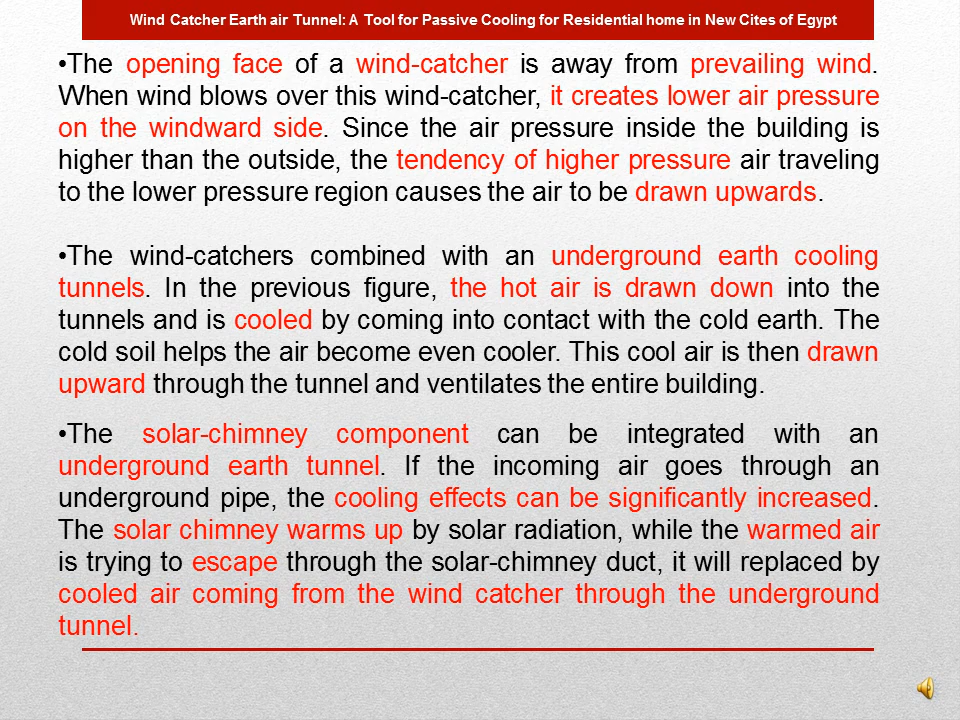 Wind Catcher Earth air Tunnel: A Tool for Passive Cooling for Residential home in New Cites of Egypt
•The opening face of a wind-catcher is away from prevailing wind.
When wind blows over this wind-catcher, it creates lower air pressure
on the windward side. Since the air pressure inside the building is
higher than the outside, the tendency of higher pressure air traveling
to the lower pressure region causes the air to be drawn upwards.
•The wind-catchers combined with an underground earth cooling
tunnels. In the previous figure, the hot air is drawn down into the
tunnels and is cooled by coming into contact with the cold earth. The
cold soil helps the air become even cooler. This cool air is then drawn
upward through the tunnel and ventilates the entire building.
•The solar-chimney component can be integrated with an
underground earth tunnel. If the incoming air goes through an
underground pipe, the cooling effects can be significantly increased.
The solar chimney warms up by solar radiation, while the warmed air
is trying to escape through the solar-chimney duct, it will replaced by
cooled air coming from the wind catcher through the underground
tunnel.